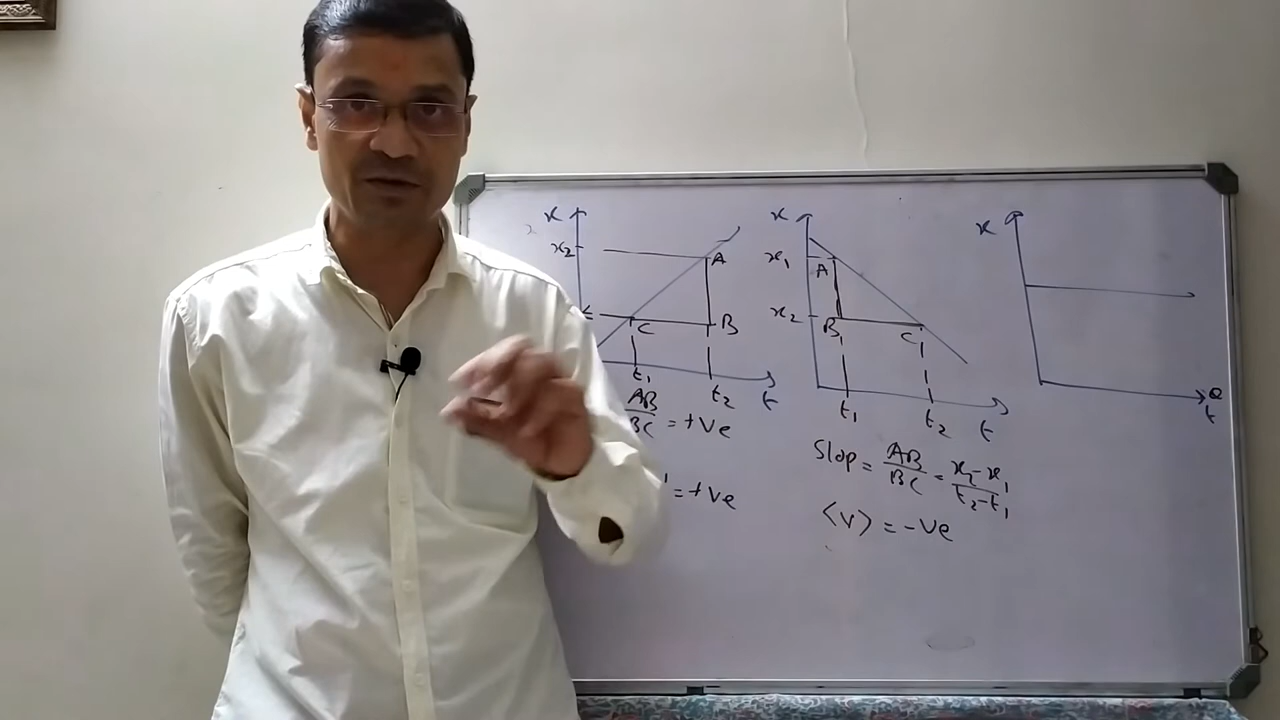 x
x₂
A
C
B
t₁
t₂
t
AB/BC = +ve
= +ve
x
x₁
A
x₂
B
C
t₁
t₂
t
Slop = AB/BC = x₂-x₁/t₂-t₁
<v> = -ve
x
t